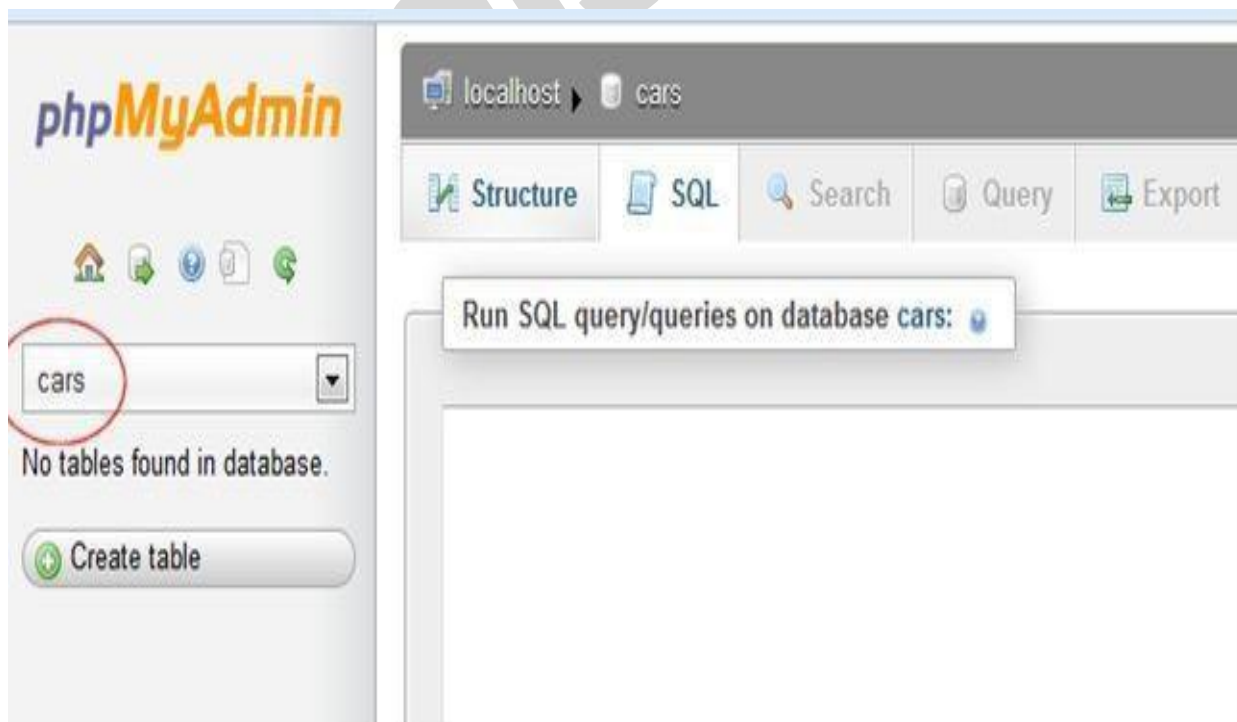 phpMyAdmin
localhost cars
Structure SQL Search Query Export
Run SQL query/queries on database cars:
cars
No tables found in database.
Create table